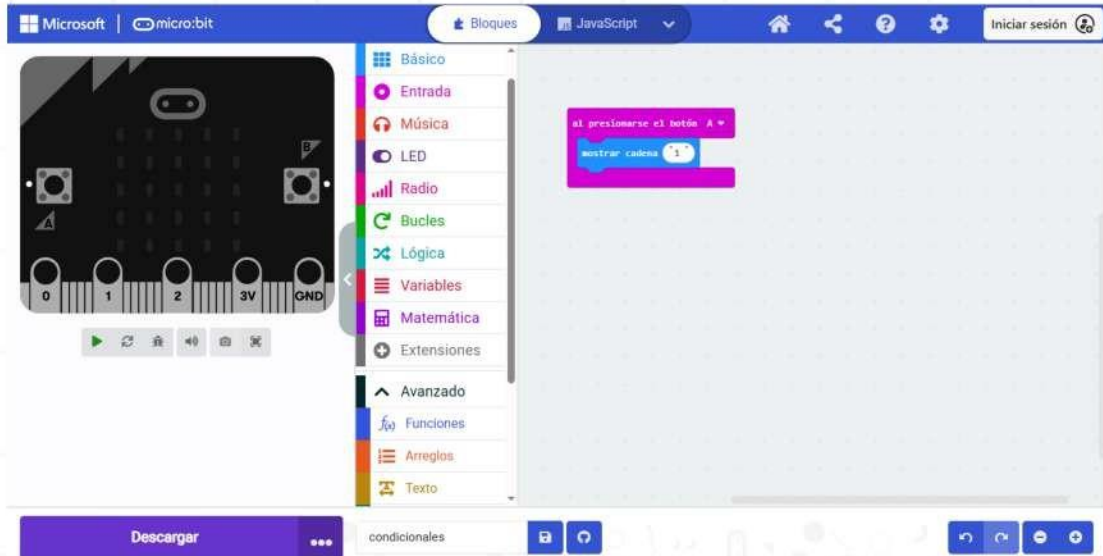 Microsoft micro:bit Bloques JavaScript Iniciar sesión
Básico
Entrada
Música
LED
Radio
Bucles
Lógica
Variables
Matemática
Extensiones
Avanzado
Funciones
Arreglos
Texto
al presionarse el botón A
mostrar cadena "1"
B
A
0 1 2 3V GND
Descargar ... condicionales